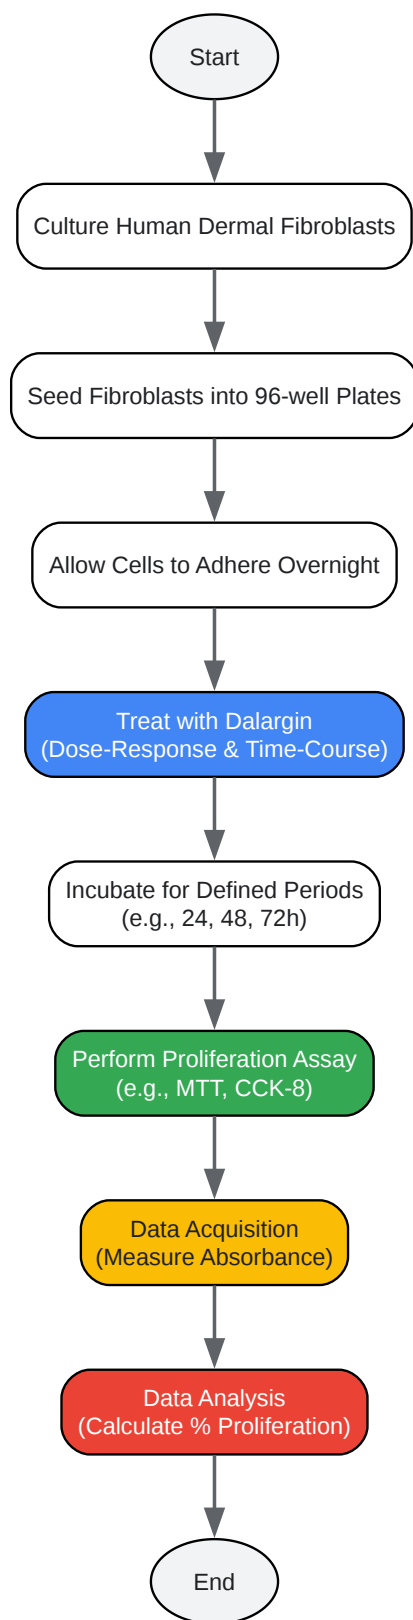 Start
Culture Human Dermal Fibroblasts
Seed Fibroblasts into 96-well Plates
Allow Cells to Adhere Overnight
Treat with Dalargin
(Dose-Response & Time-Course)
Incubate for Defined Periods
(e.g., 24, 48, 72h)
Perform Proliferation Assay
(e.g., MTT, CCK-8)
Data Acquisition
(Measure Absorbance)
Data Analysis
(Calculate % Proliferation)
End